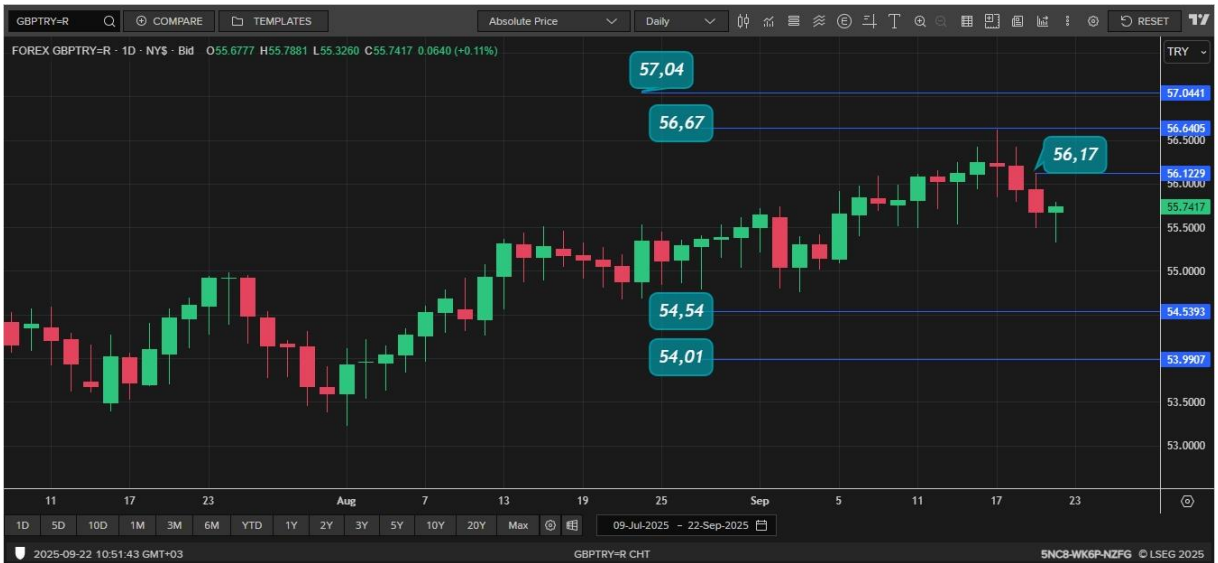 GBPTRY=R COMPARE TEMPLATES Absolute Price Daily RESET
FOREX GBPTRY=R · 1D · NY$ · Bid O55.6777 H55.7881 L55.3260 C55.7417 0.0640 (+0.11%)
TRY
57,04
57.0441
56,67
56.6405
56.5000
56,17
56.1229
56.0000
55.7417
55.5000
55.0000
54,54
54.5393
54,01
53.9907
53.5000
53.0000
11 17 23 Aug 7 13 19 25 Sep 5 11 17 23
1D 5D 10D 1M 3M 6M YTD 1Y 2Y 3Y 5Y 10Y 20Y Max 09-Jul-2025 - 22-Sep-2025
2025-09-22 10:51:43 GMT+03 GBPTRY=R CHT 5NC8-WK6P-NZFG © LSEG 2025